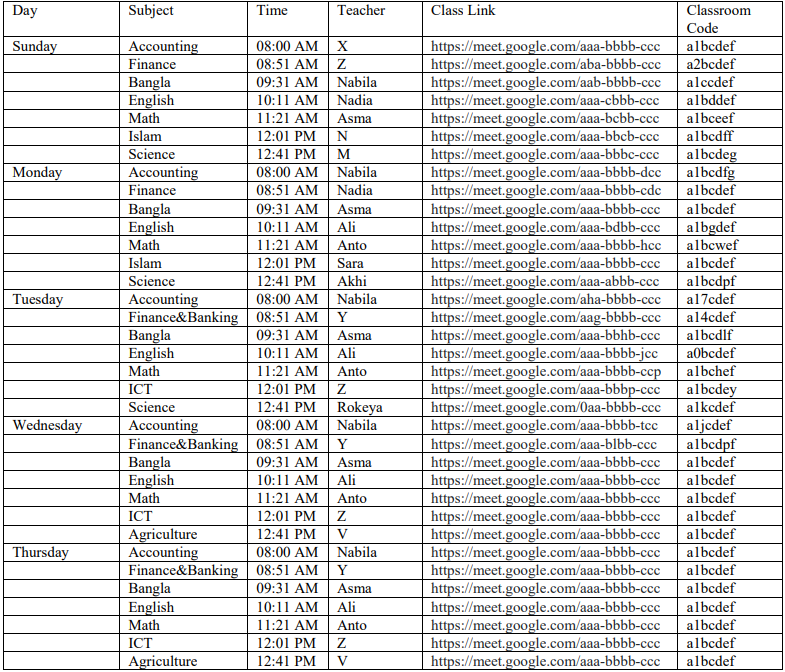 Day Subject Time Teacher Class Link Classroom
Code
Sunday Accounting 08:00 AM X https://meet.google.com/aaa-bbbb-ccc a1bcdef
Finance 08:51 AM Z https://meet.google.com/aba-bbbb-ccc a2bcdef
Bangla 09:31 AM Nabila https://meet.google.com/aab-bbbb-ccc a1ccdef
English 10:11 AM Nadia https://meet.google.com/aaa-cbbb-ccc a1bddef
Math 11:21 AM Asma https://meet.google.com/aaa-bcbb-ccc a1bceef
Islam 12:01 PM N https://meet.google.com/aaa-bbcb-ccc a1bcdff
Science 12:41 PM M https://meet.google.com/aaa-bbbc-ccc a1bcdeg
Monday Accounting 08:00 AM Nabila https://meet.google.com/aaa-bbbb-dcc a1bcdfg
Finance 08:51 AM Nadia https://meet.google.com/aaa-bbbb-cdc a1bcdef
Bangla 09:31 AM Asma https://meet.google.com/aaa-bbbb-ccc a1bcdef
English 10:11 AM Ali https://meet.google.com/aaa-bdbb-ccc a1bgdef
Math 11:21 AM Anto https://meet.google.com/aaa-bbbb-hcc a1bcwef
Islam 12:01 PM Sara https://meet.google.com/aaa-bbbb-ccc a1bcdef
Science 12:41 PM Akhi https://meet.google.com/aaa-abbb-ccc a1bcdpf
Tuesday Accounting 08:00 AM Nabila https://meet.google.com/aha-bbbb-ccc a17cdef
Finance&Banking 08:51 AM Y https://meet.google.com/aag-bbbb-ccc a14cdef
Bangla 09:31 AM Asma https://meet.google.com/aaa-bbhb-ccc a1bcdlf
English 10:11 AM Ali https://meet.google.com/aaa-bbbb-jcc a0bcdef
Math 11:21 AM Anto https://meet.google.com/aaa-bbbb-ccp a1bchef
ICT 12:01 PM Z https://meet.google.com/aaa-bbbp-ccc a1bcdey
Science 12:41 PM Rokeya https://meet.google.com/0aa-bbbb-ccc a1kcdef
Wednesday Accounting 08:00 AM Nabila https://meet.google.com/aaa-bbbb-tcc a1jcdef
Finance&Banking 08:51 AM Y https://meet.google.com/aaa-blbb-ccc a1bcdpf
Bangla 09:31 AM Asma https://meet.google.com/aaa-bbbb-ccc a1bcdef
English 10:11 AM Ali https://meet.google.com/aaa-bbbb-ccc a1bcdef
Math 11:21 AM Anto https://meet.google.com/aaa-bbbb-ccc a1bcdef
ICT 12:01 PM Z https://meet.google.com/aaa-bbbb-ccc a1bcdef
Agriculture 12:41 PM V https://meet.google.com/aaa-bbbb-ccc a1bcdef
Thursday Accounting 08:00 AM Nabila https://meet.google.com/aaa-bbbb-ccc a1bcdef
Finance&Banking 08:51 AM Y https://meet.google.com/aaa-bbbb-ccc a1bcdef
Bangla 09:31 AM Asma https://meet.google.com/aaa-bbbb-ccc a1bcdef
English 10:11 AM Ali https://meet.google.com/aaa-bbbb-ccc a1bcdef
Math 11:21 AM Anto https://meet.google.com/aaa-bbbb-ccc a1bcdef
ICT 12:01 PM Z https://meet.google.com/aaa-bbbb-ccc a1bcdef
Agriculture 12:41 PM V https://meet.google.com/aaa-bbbb-ccc a1bcdef